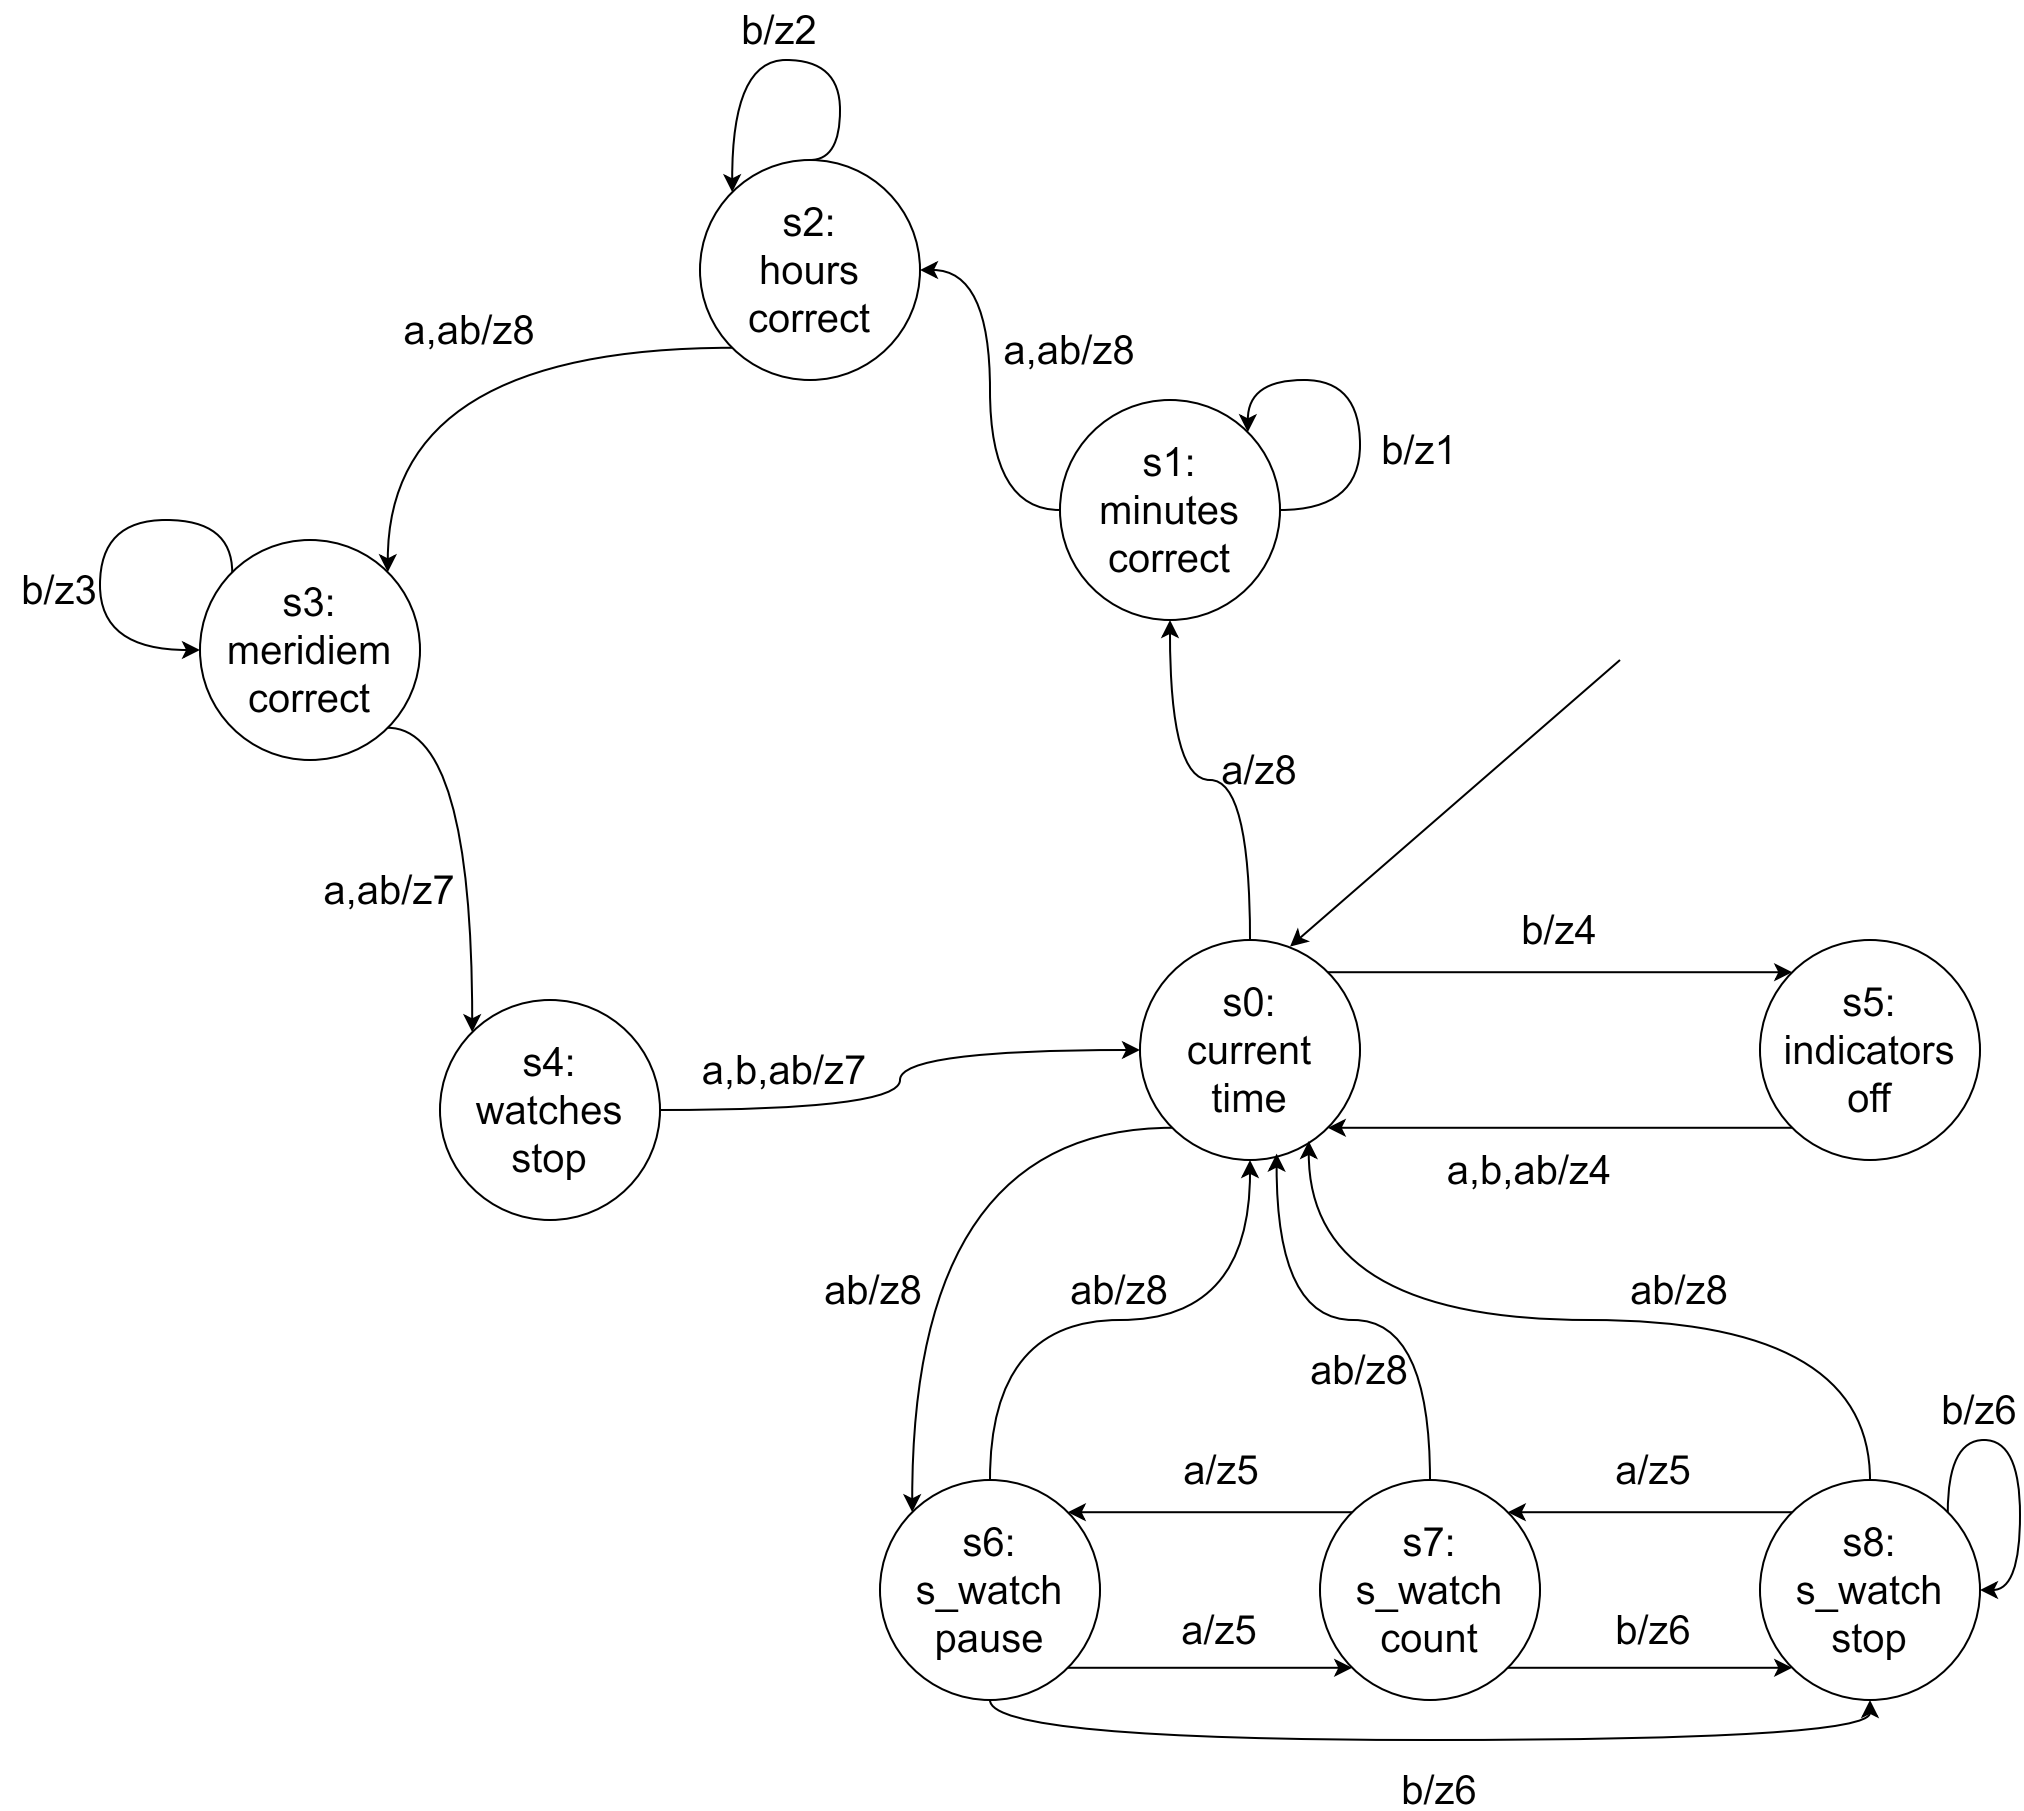 b/z2
s2:
hours
correct
a,ab/z8
a,ab/z8
s1:
minutes
correct
b/z1
b/z3
s3:
meridiem
correct
a/z8
a,ab/z7
b/z4
s0:
current
time
s5:
indicators
off
s4:
watches
stop
a,b,ab/z7
a,b,ab/z4
ab/z8
ab/z8
ab/z8
ab/z8
b/z6
a/z5
a/z5
s6:
s_watch
pause
s7:
s_watch
count
s8:
s_watch
stop
a/z5
b/z6
b/z6